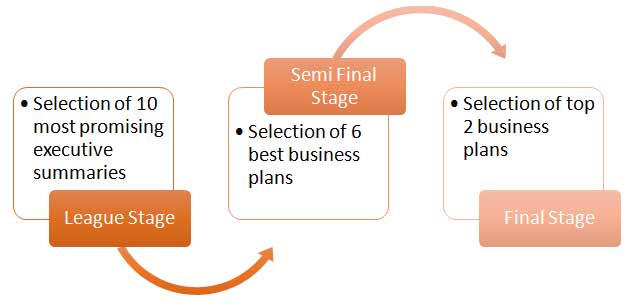 • Selection of 10
most promising
executive
summaries
League Stage
Semi Final
Stage
• Selection of 6
best business
plans
• Selection of top
2 business
plans
Final Stage